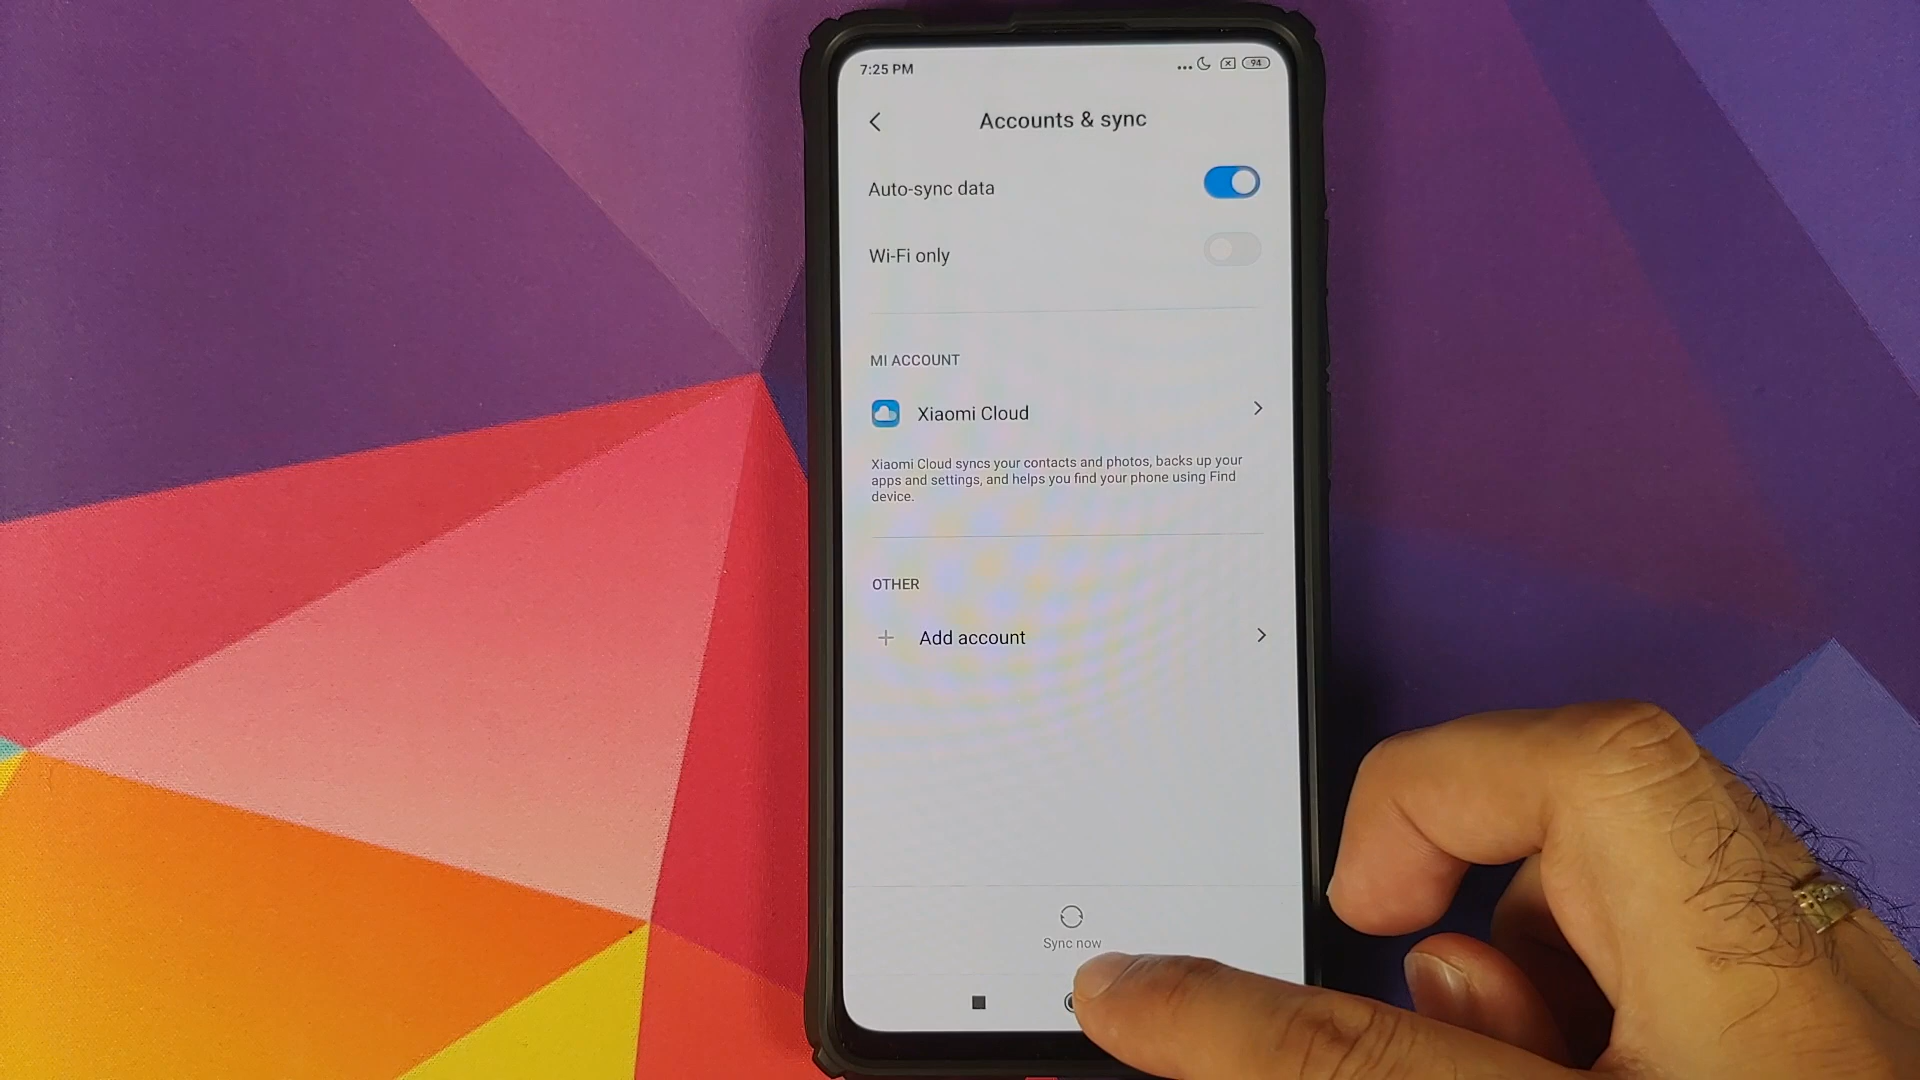 7:25 PM
94
Accounts & sync
Auto-sync data
Wi-Fi only
MI ACCOUNT
Xiaomi Cloud
Xiaomi Cloud syncs your contacts and photos, backs up your
apps and settings, and helps you find your phone using Find
device.
OTHER
Add account
Sync now